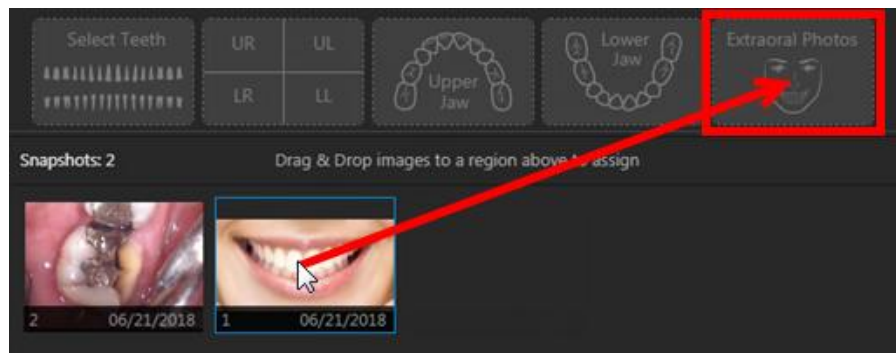 Select Teeth
UR
UL
LR
LL
Upper
Jaw
Lower
Jaw
Extraoral Photos
Snapshots: 2
Drag & Drop images to a region above to assign
2
06/21/2018
1
06/21/2018